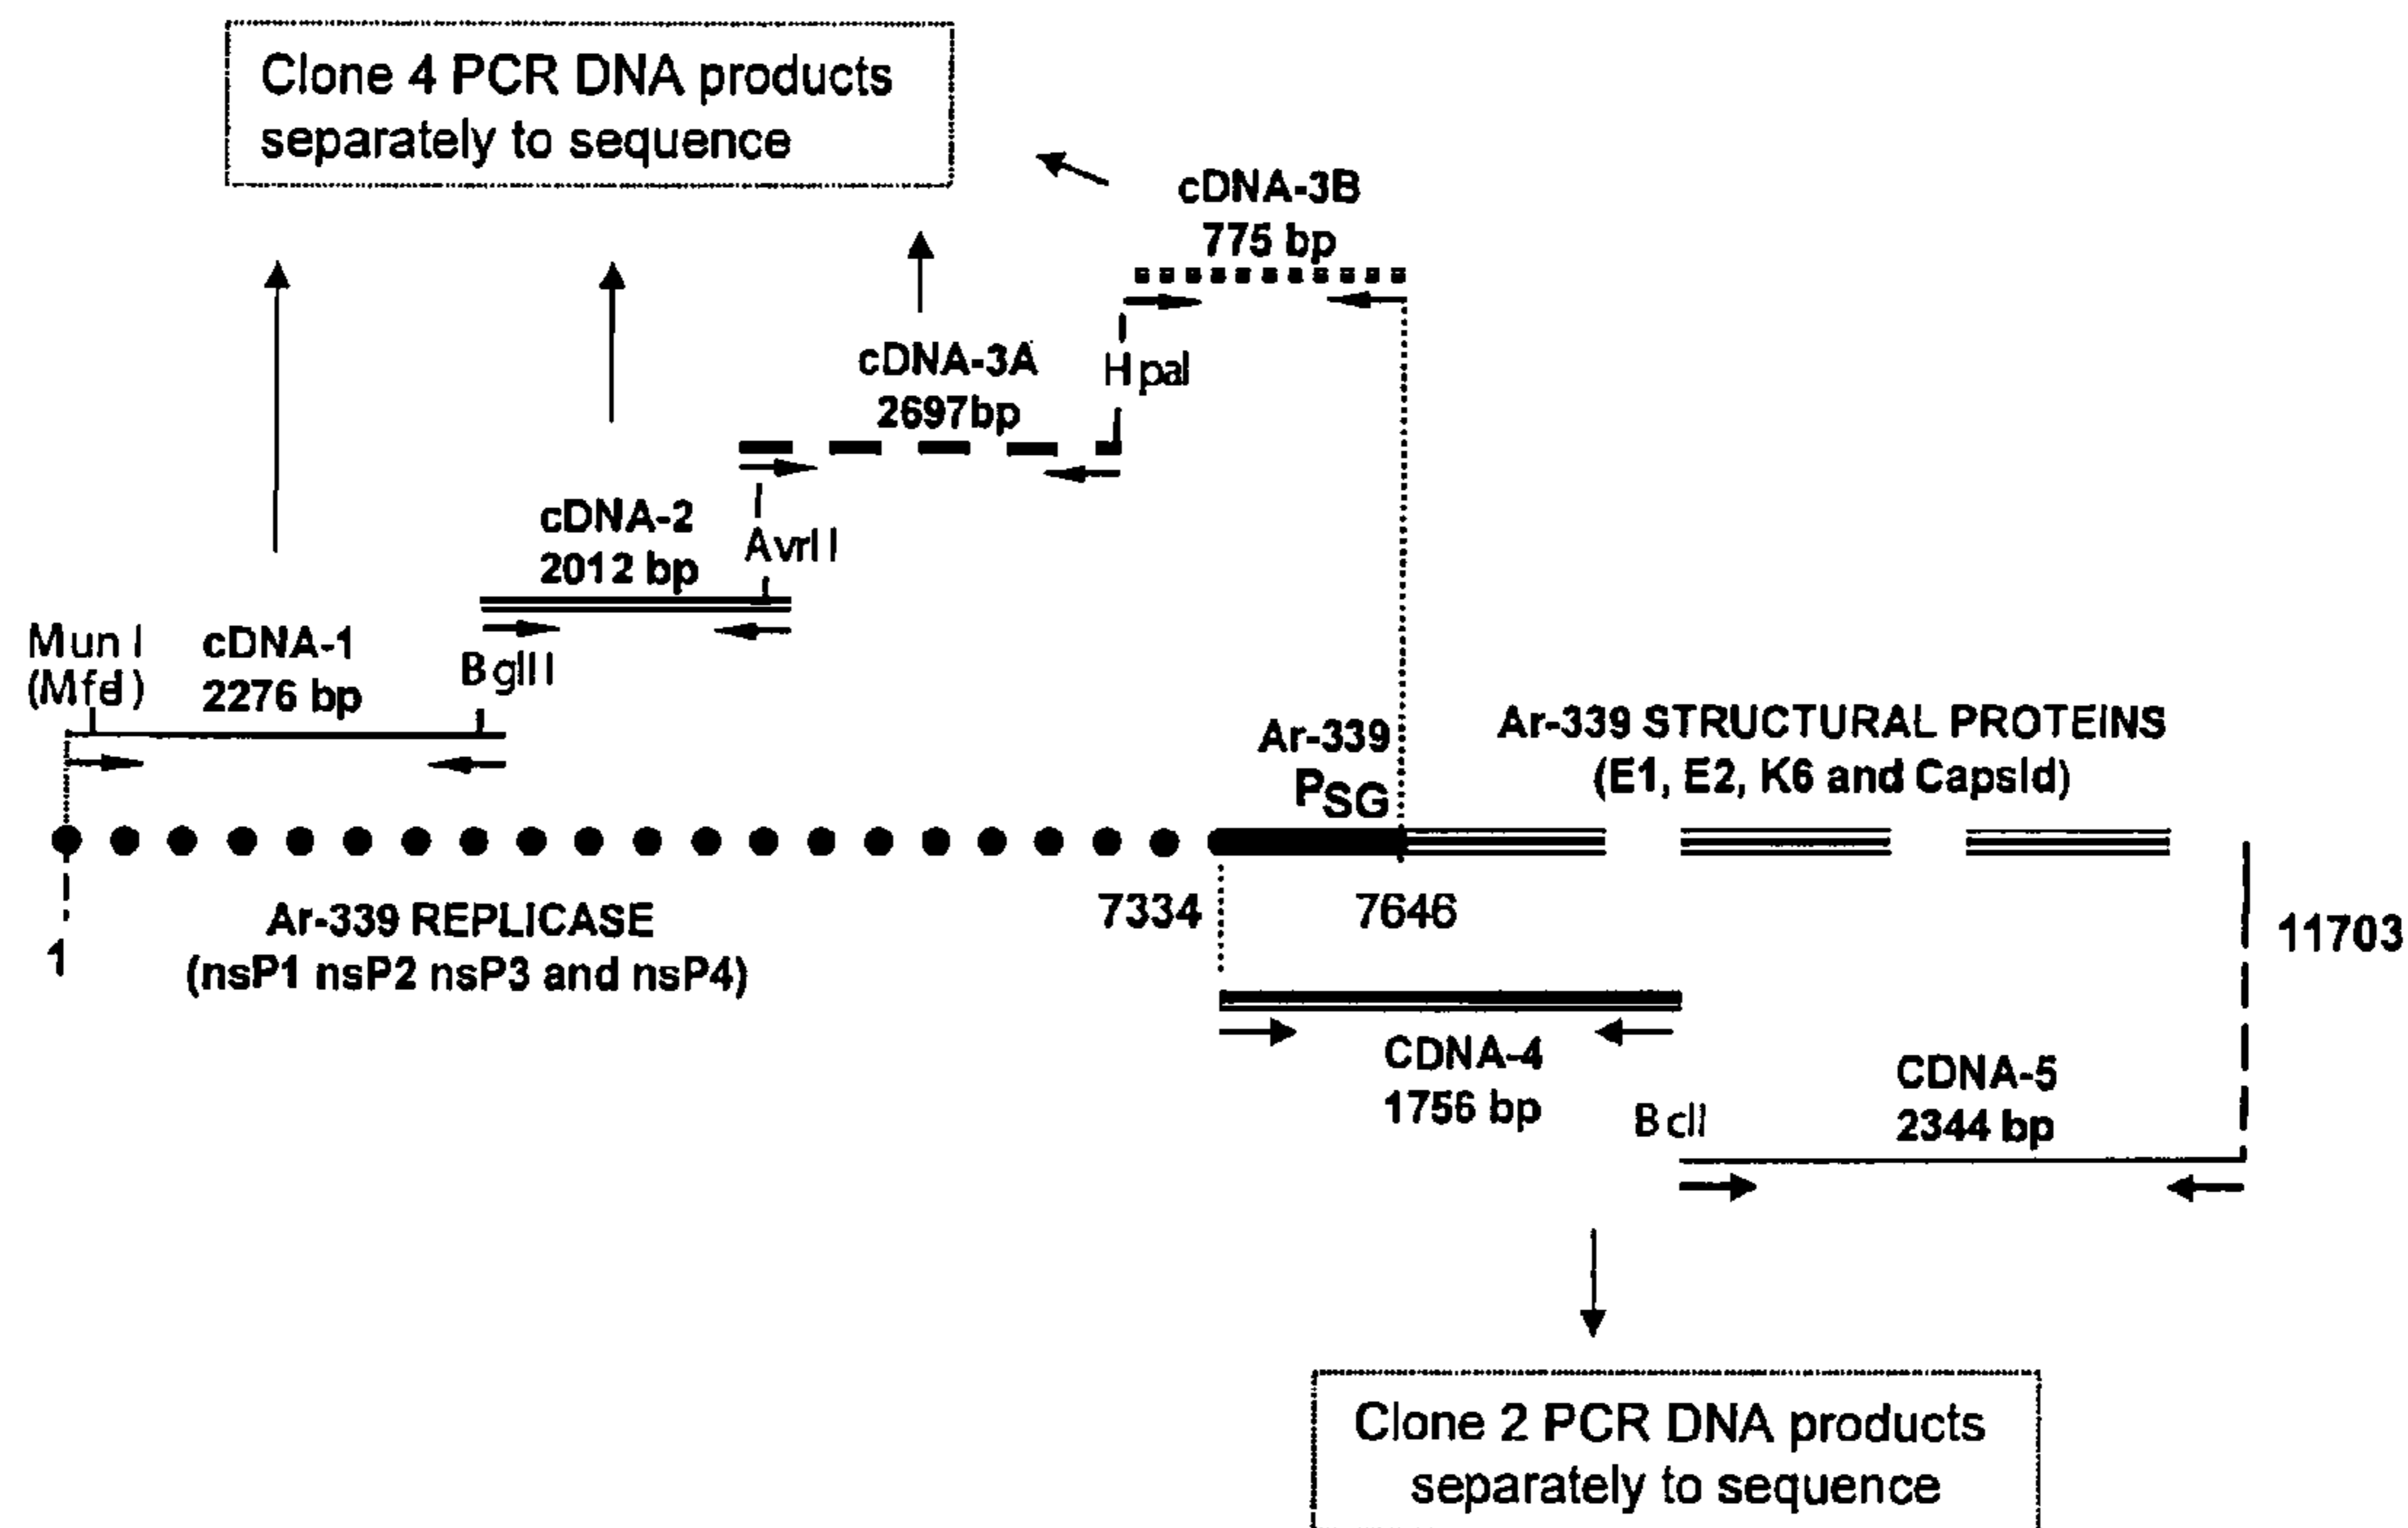 Clone 4 PCR DNA products
separately to sequence
cDNA-3B
775 bp
cDNA-3A
2697bp
HpaI
cDNA-2
2012 bp
AvrII
Mun I
(MfeI)
cDNA-1
2276 bp
BglII
Ar-339
PSG
Ar-339 STRUCTURAL PROTEINS
(E1, E2, K6 and Capsid)
1
Ar-339 REPLICASE
(nsP1 nsP2 nsP3 and nsP4)
7334
7646
11703
CDNA-4
1756 bp
BclI
CDNA-5
2344 bp
Clone 2 PCR DNA products
separately to sequence